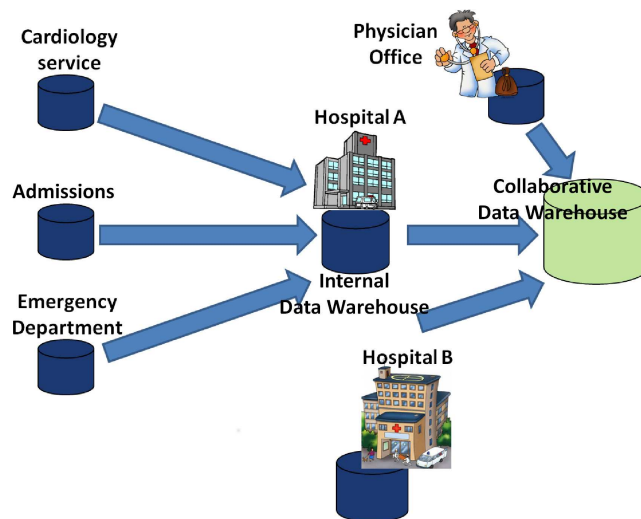 Cardiology
service
Physician
Office
Hospital A
Admissions
Collaborative
Data Warehouse
Internal
Data Warehouse
Emergency
Department
Hospital B